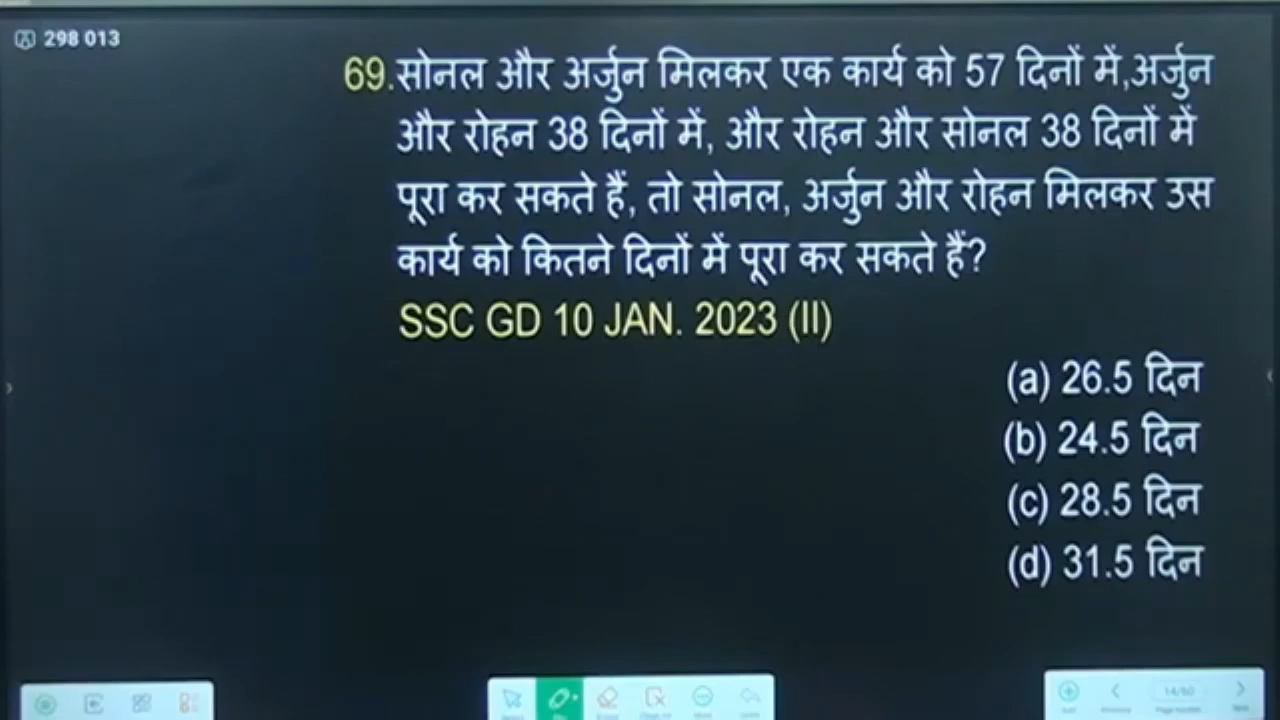 298 013
69.सोनल और अर्जुन मिलकर एक कार्य को 57 दिनों में,अर्जुन
और रोहन 38 दिनों में, और रोहन और सोनल 38 दिनों में
पूरा कर सकते हैं, तो सोनल, अर्जुन और रोहन मिलकर उस
कार्य को कितने दिनों में पूरा कर सकते हैं?
SSC GD 10 JAN. 2023 (II)
(a) 26.5 दिन
(b) 24.5 दिन
(c) 28.5 दिन
(d) 31.5 दिन
14/60